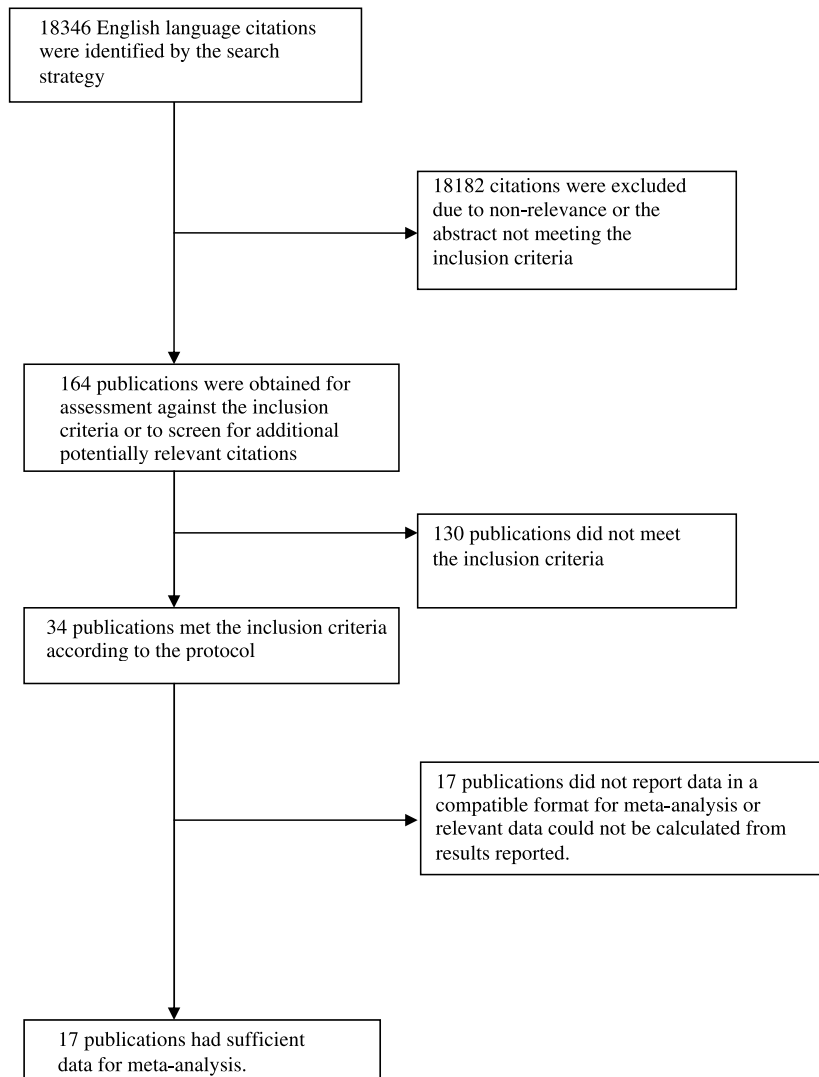 18346 English language citations
were identified by the search
strategy
18182 citations were excluded
due to non-relevance or the
abstract not meeting the
inclusion criteria
164 publications were obtained for
assessment against the inclusion
criteria or to screen for additional
potentially relevant citations
130 publications did not meet
the inclusion criteria
34 publications met the inclusion criteria
according to the protocol
17 publications did not report data in a
compatible format for meta-analysis or
relevant data could not be calculated from
results reported.
17 publications had sufficient
data for meta-analysis.